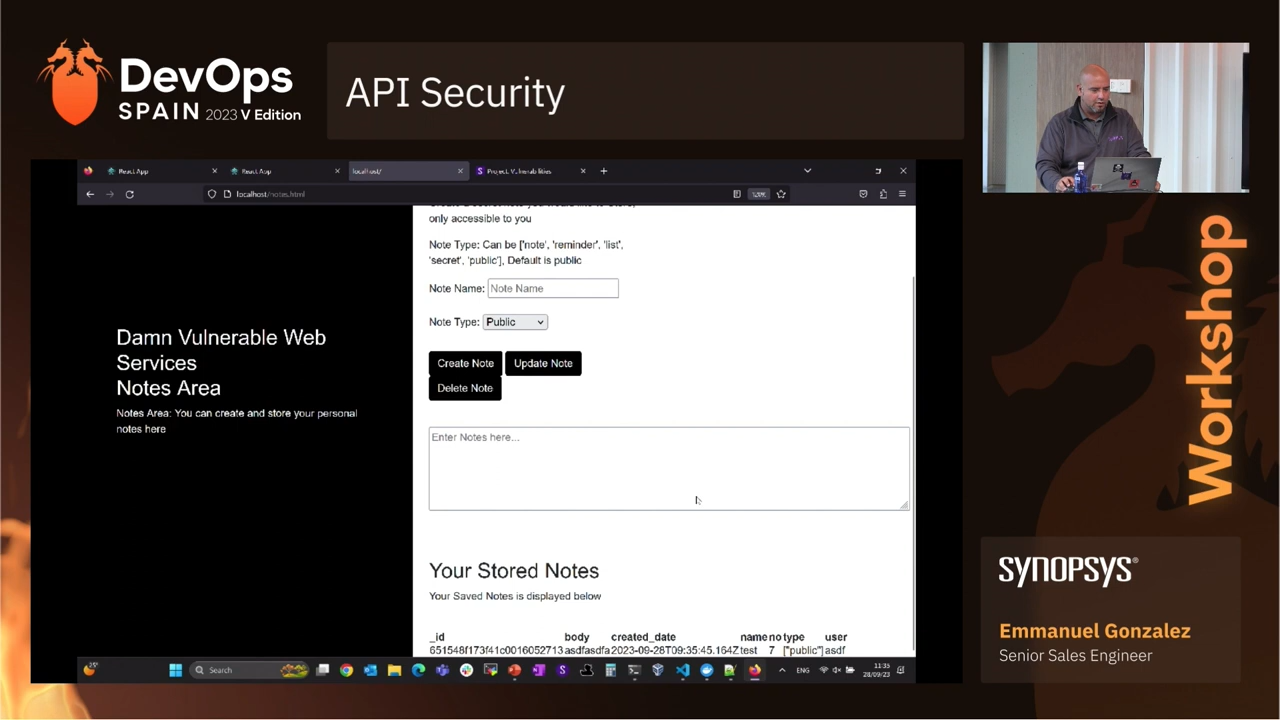 DevOps
SPAIN 2023 V Edition
API Security
React App
React App
localhost/
localhost/notes.html
only accessible to you
Note Type: Can be ['note', 'reminder', 'list',
'secret', 'public'], Default is public
Note Name: Note Name
Note Type: Public
Create Note Update Note
Delete Note
Enter Notes here...
Damn Vulnerable Web
Services
Notes Area
Notes Area: You can create and store your personal
notes here
Your Stored Notes
Your Saved Notes is displayed below
_id body created_date name no type user
651548f173f41c0016052713 asdfasdfa 2023-09-28T09:35:45.164Z test 7 ["public"] asdf
25°
Search
ENG
11:35
28/09/23
Workshop
SYNOPSYS®
Emmanuel Gonzalez
Senior Sales Engineer